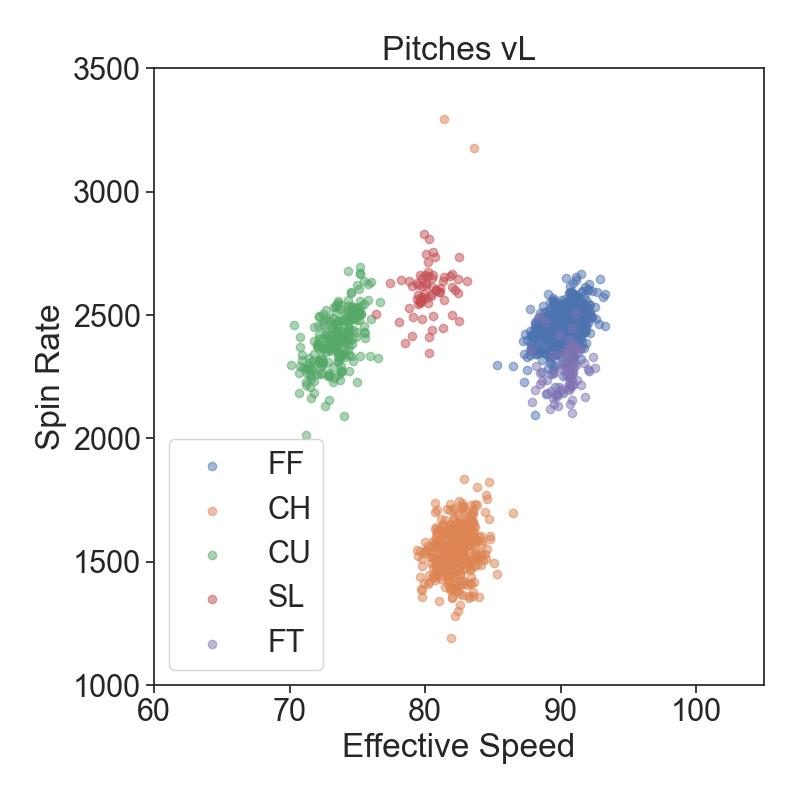 Pitches vL
3500
3000
2500
2000
1500
1000
Spin Rate
FF
CH
CU
SL
FT
60 70 80 90 100
Effective Speed